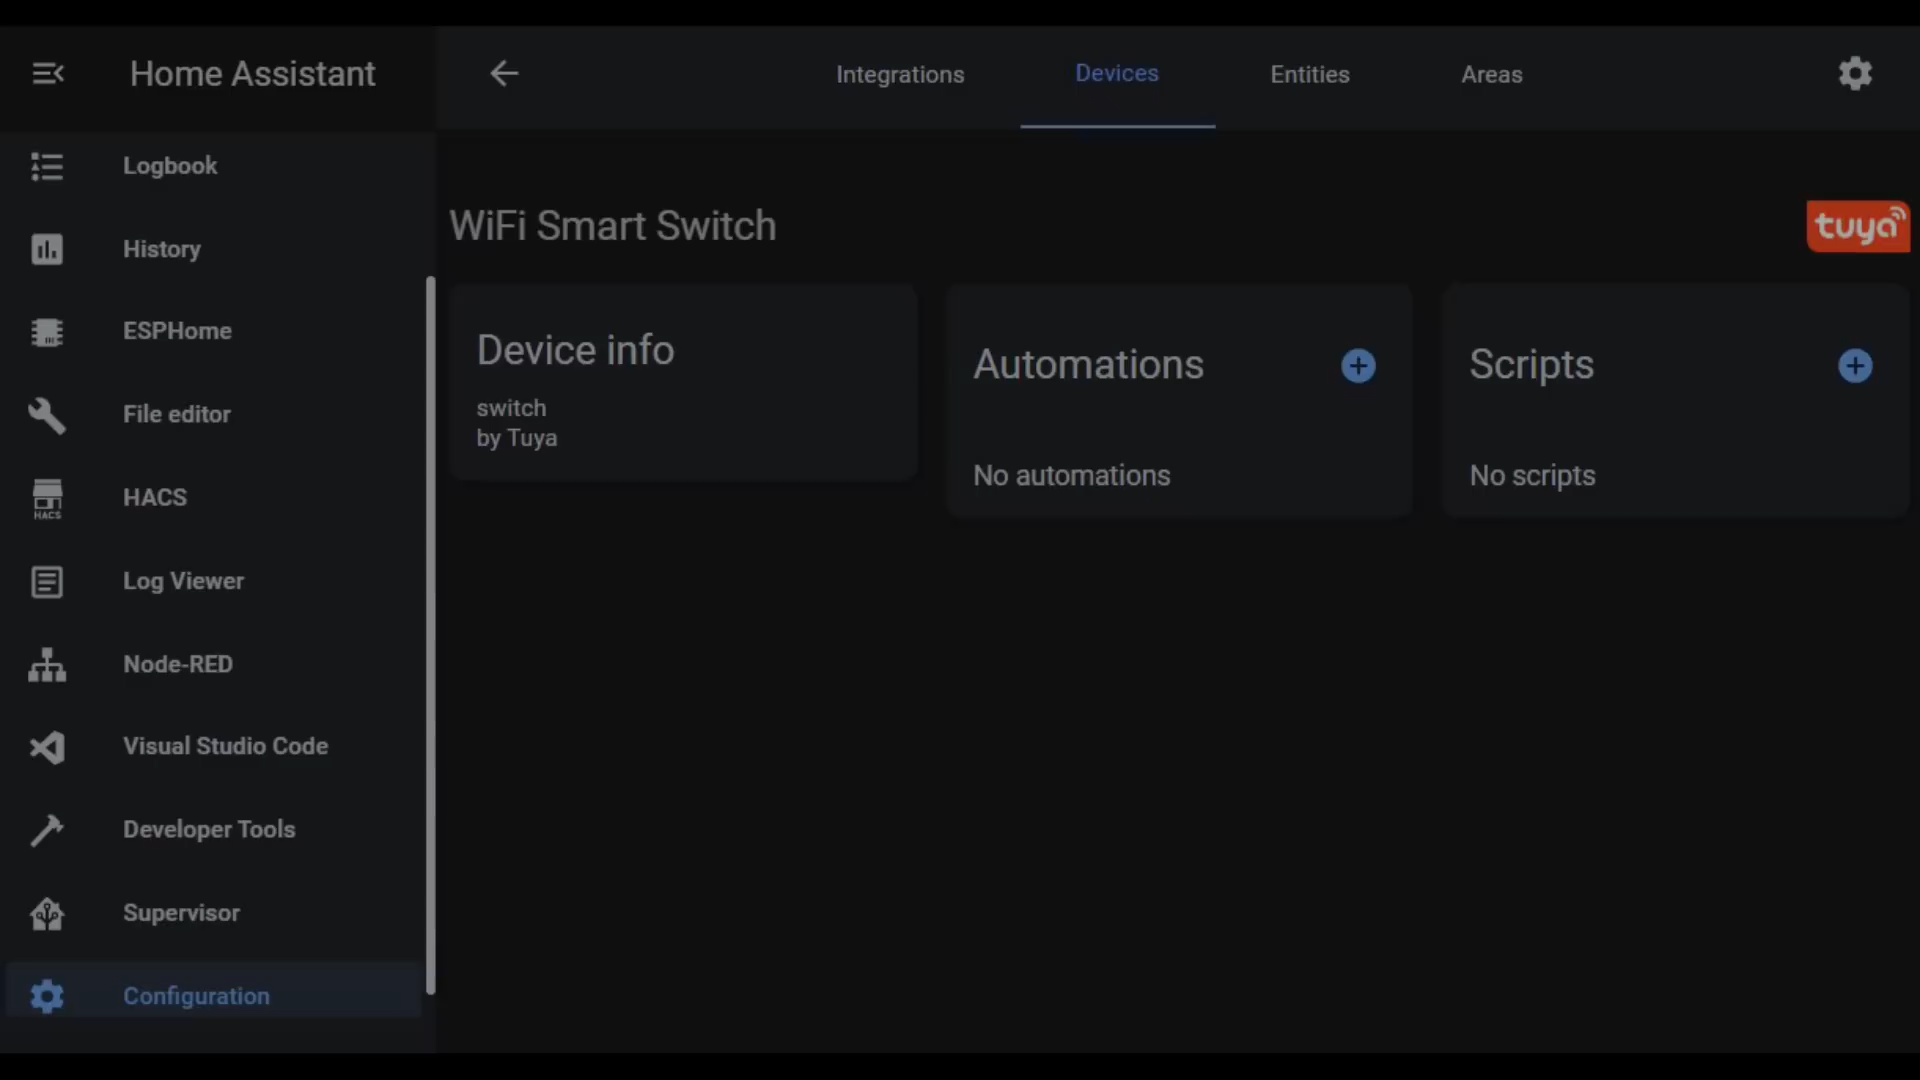 Home Assistant
Integrations
Devices
Entities
Areas
Logbook
History
ESPHome
File editor
HACS
HACS
Log Viewer
Node-RED
Visual Studio Code
Developer Tools
Supervisor
Configuration
WiFi Smart Switch
tuya
Device info
switch
by Tuya
Automations
No automations
Scripts
No scripts